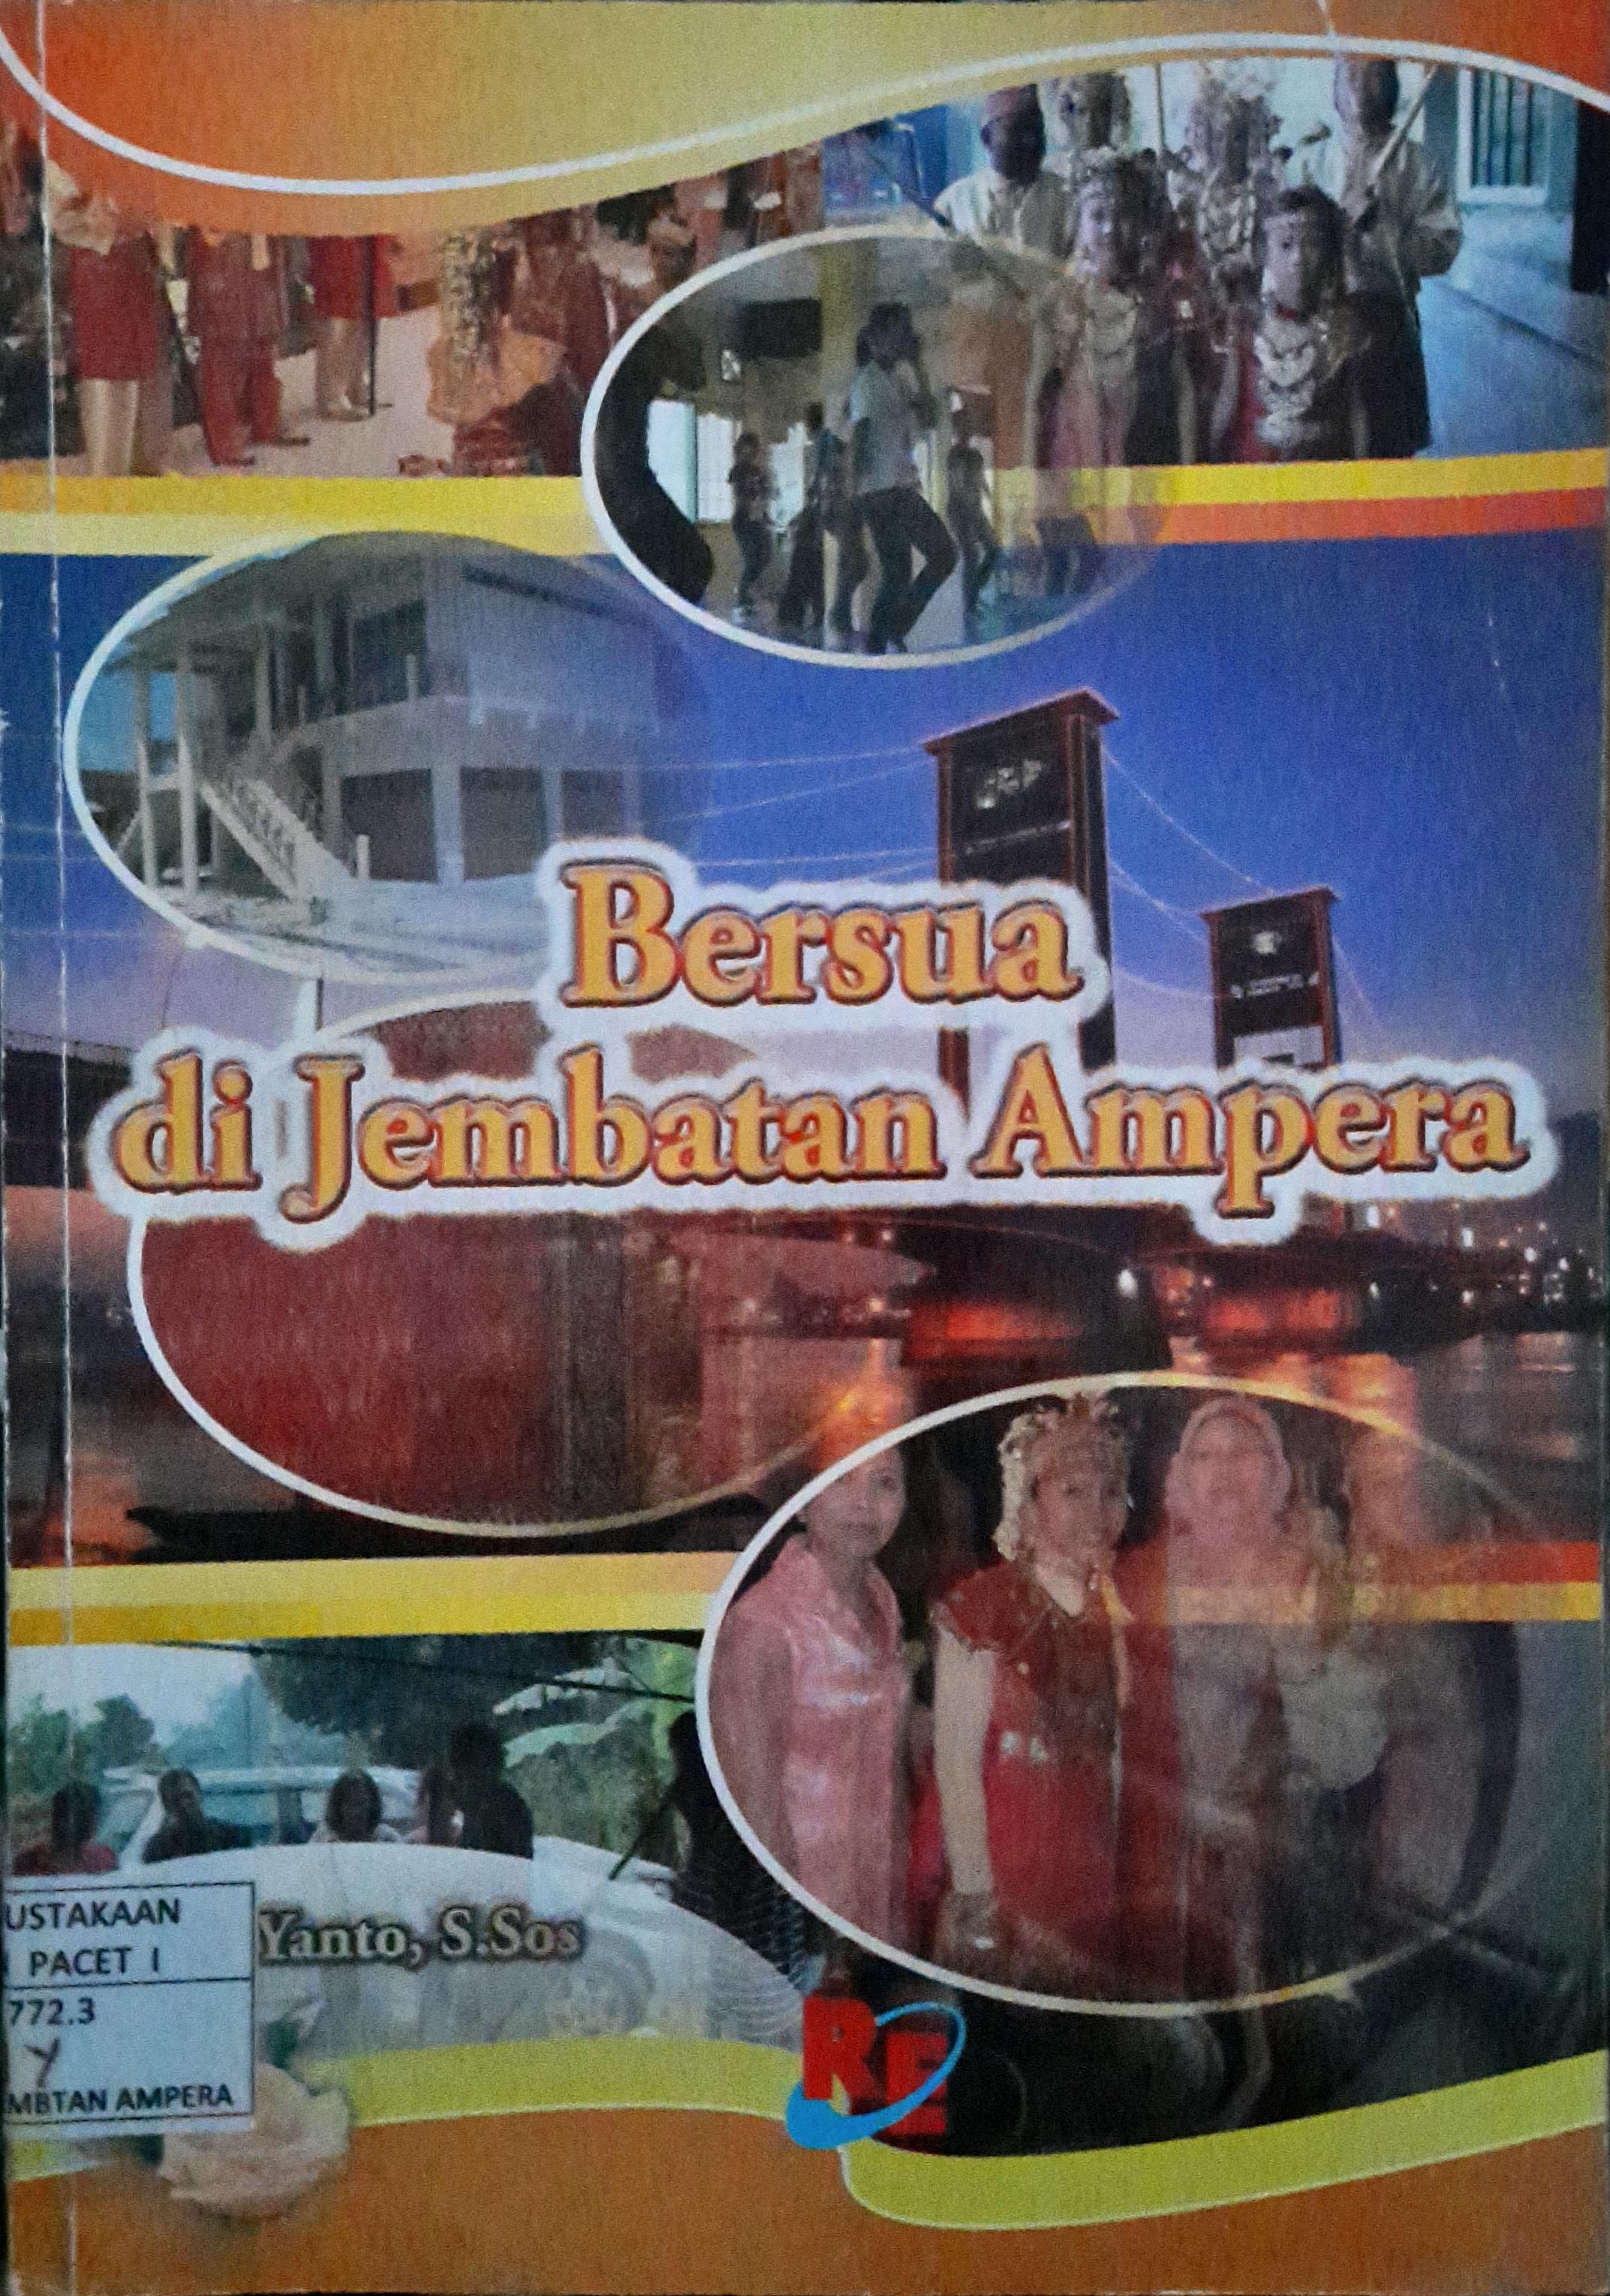 Bersua
di Jembatan Ampera
USTAKAAN
PACET I
Yanto, S.Sos
772.3
Y
MBTAN AMPERA
RE